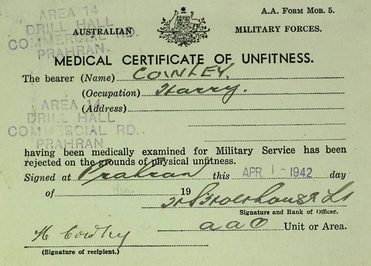 A.A. FORM MOB. 5.
AREA 14
DRILL HALL
COMMERCIAL RD.
PRAHRAN.
AUSTRALIAN MILITARY FORCES.
MEDICAL CERTIFICATE OF UNFITNESS.
The bearer (Name) COWLEY.
(Occupation) Harry.
(Address)
AREA 14
DRILL HALL
COMMERCIAL RD.
PRAHRAN
having been medically examined for Military Service has been
rejected on the grounds of physical unfitness.
Signed at Prahran this APR 1 - 1942 day
of 19
Signature and Rank of Officer.
H Cowley aaO Unit or Area.
(Signature of recipient.)